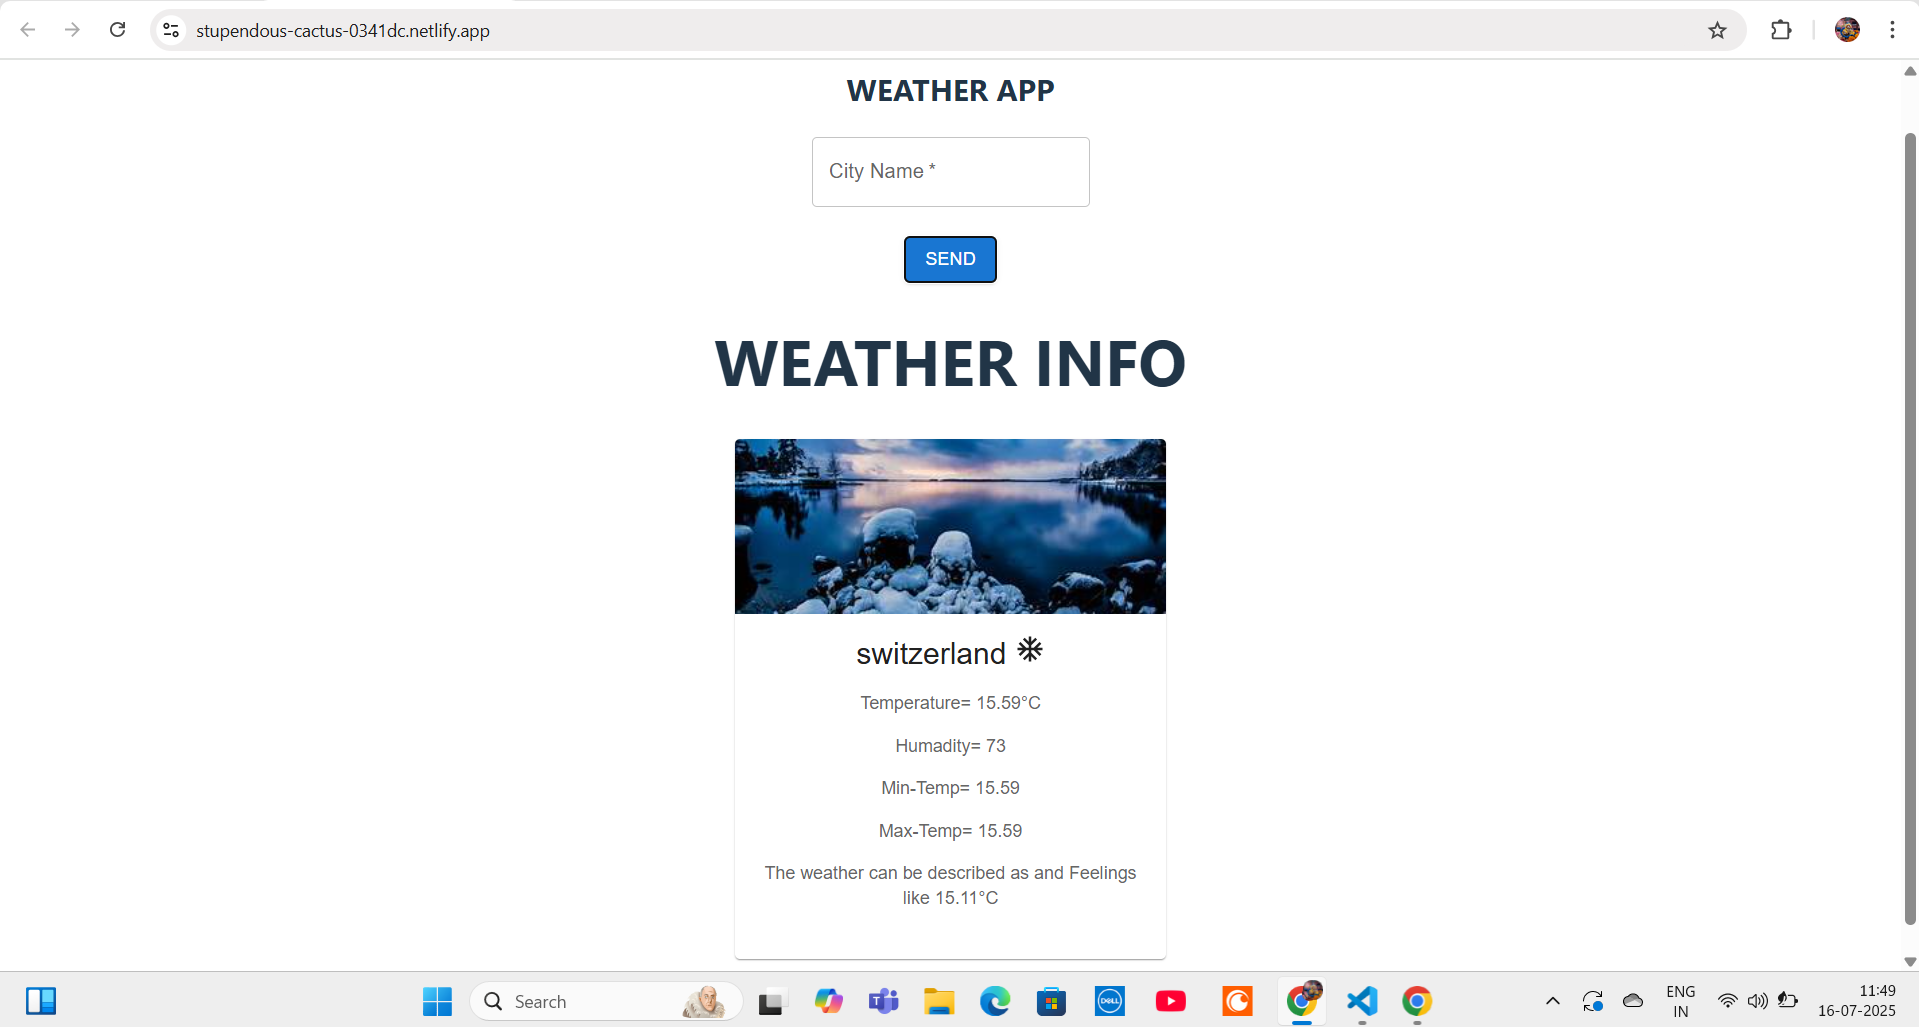 stupendous-cactus-0341dc.netlify.app
WEATHER APP
City Name *
SEND
WEATHER INFO
switzerland
Temperature= 15.59°C
Humadity= 73
Min-Temp= 15.59
Max-Temp= 15.59
The weather can be described as and Feelings
like 15.11°C
Search
T
DELL
ENG
IN
11:49
16-07-2025